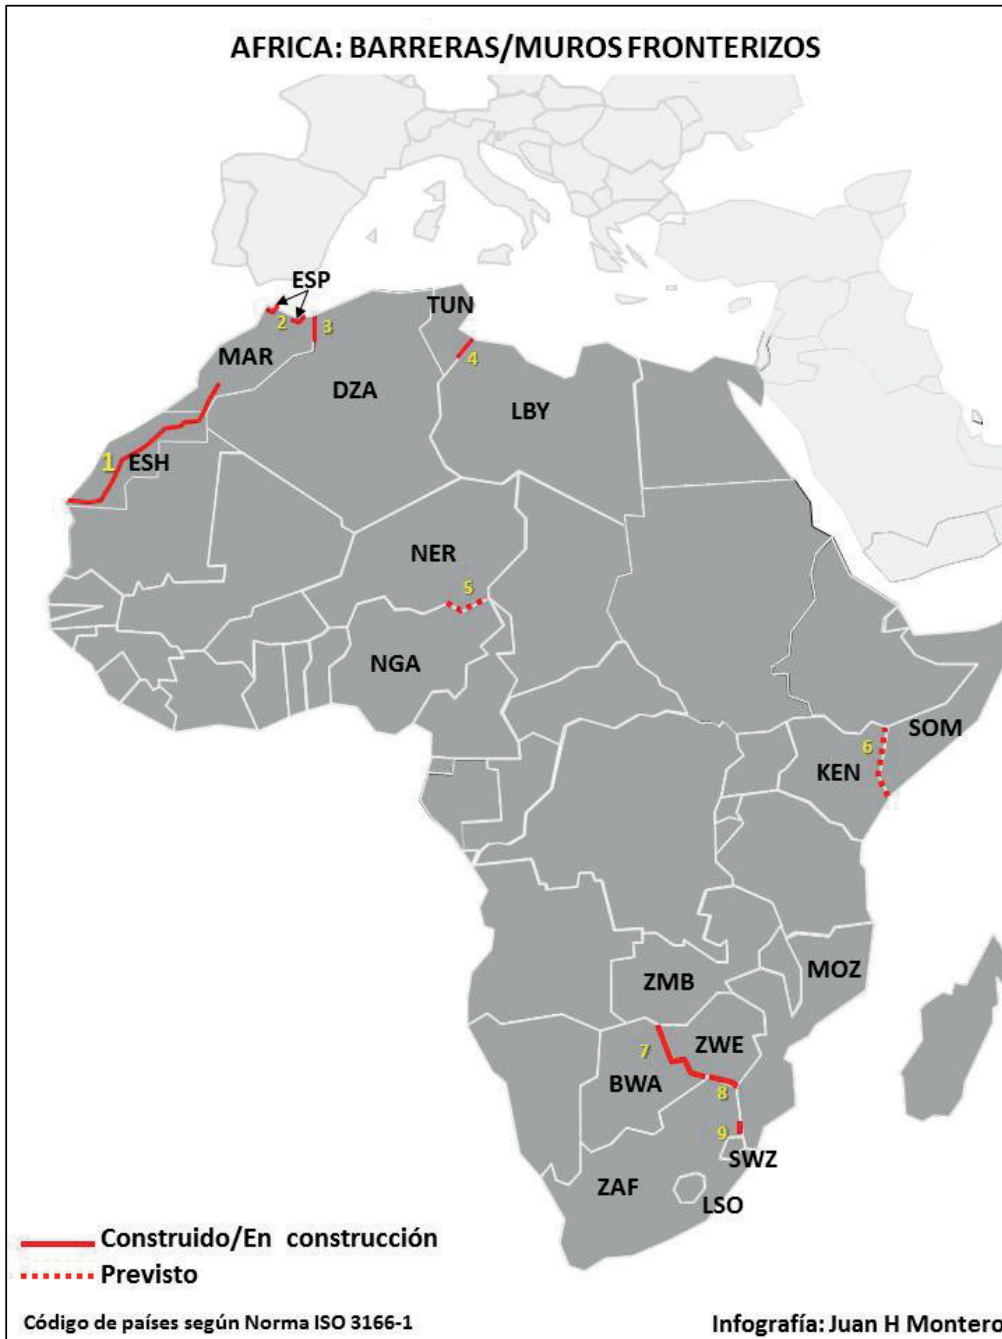 AFRICA: BARRERAS/MUROS FRONTERIZOS
ESP
TUN
2
3
MAR
4
DZA
LBY
1
ESH
NER
5
NGA
SOM
6
KEN
MOZ
ZMB
ZWE
7
BWA
8
9
SWZ
ZAF
LSO
Construido/En construcción
Previsto
Código de países según Norma ISO 3166-1
Infografía: Juan H Montero